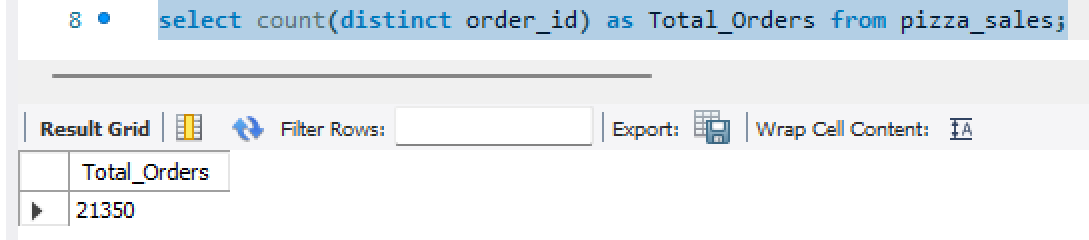 8 select count(distinct order_id) as Total_Orders from pizza_sales;
Result Grid Filter Rows: Export: Wrap Cell Content: IA
Total_Orders
21350